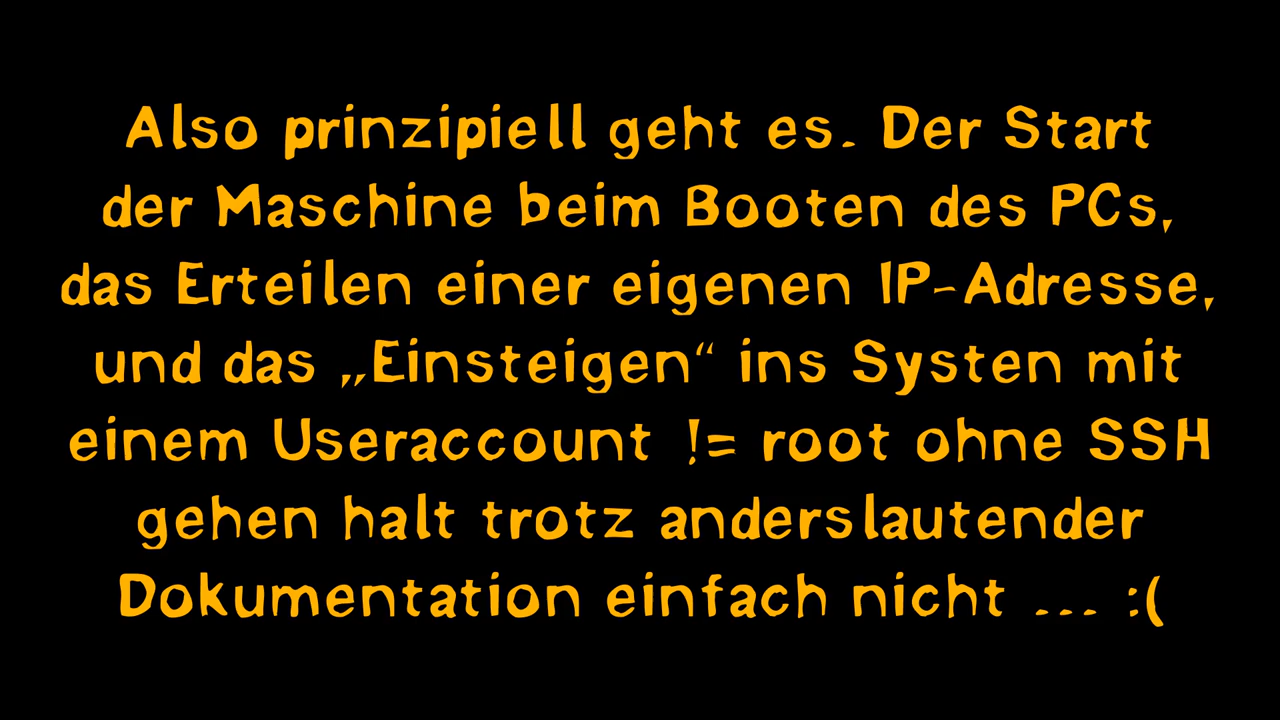 Also prinzipiell geht es. Der Start
der Maschine beim Booten des PCs,
das Erteilen einer eigenen IP-Adresse,
und das „Einsteigen“ ins Systen mit
einem Useraccount != root ohne SSH
gehen halt trotz anderslautender
Dokumentation einfach nicht ... :(